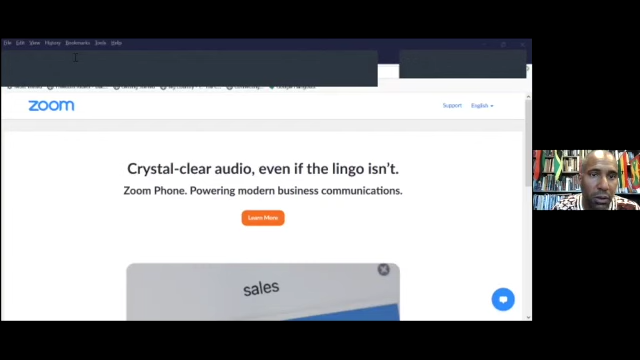 File Edit View History Bookmarks Tools Help
zoom
Support English
Crystal-clear audio, even if the lingo isn't.
Zoom Phone. Powering modern business communications.
Learn More
sales